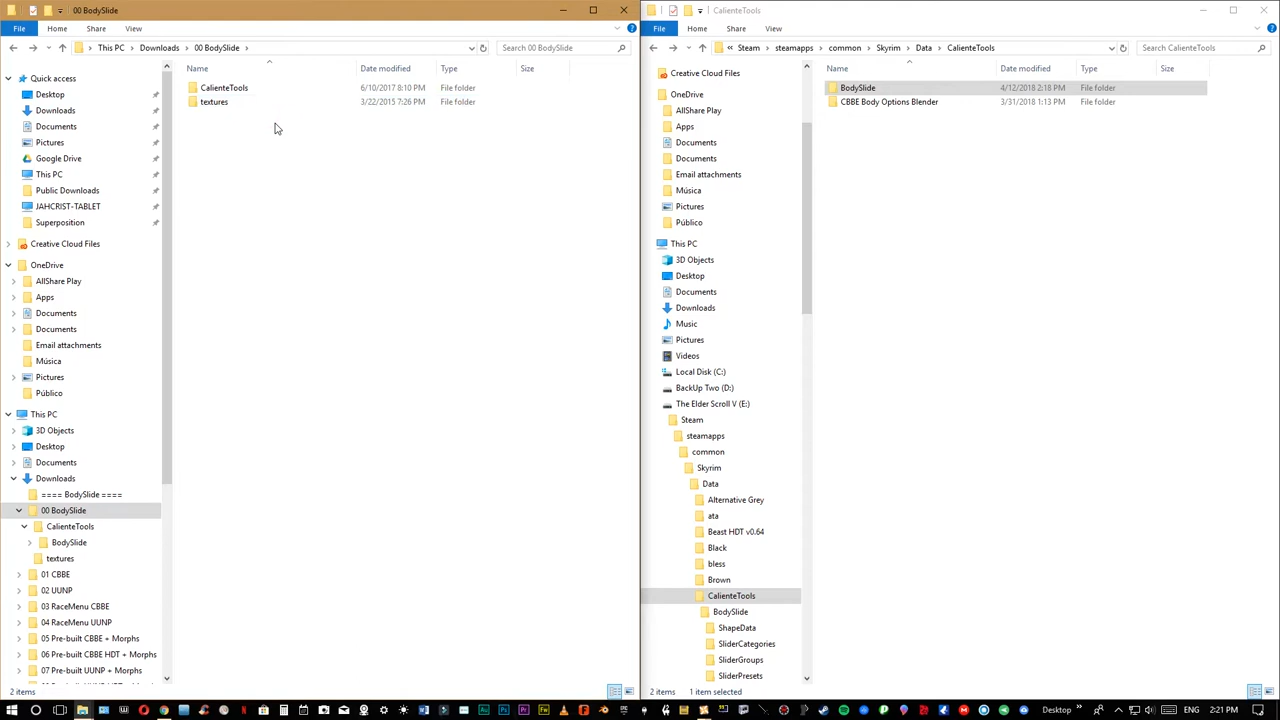 00 BodySlide
File
Home
Share
View
This PC
Downloads
00 BodySlide
Search 00 BodySlide
Name
Date modified
Type
Size
CalienteTools
6/10/2017 8:10 PM
File folder
textures
3/22/2015 7:26 PM
File folder
Quick access
Desktop
Downloads
Documents
Pictures
Google Drive
This PC
Public Downloads
JAHCRIST-TABLET
Superposition
Creative Cloud Files
OneDrive
AllShare Play
Apps
Documents
Documents
Email attachments
Música
Pictures
Público
This PC
3D Objects
Desktop
Documents
Downloads
==== BodySlide ====
00 BodySlide
CalienteTools
BodySlide
textures
01 CBBE
02 UUNP
03 RaceMenu CBBE
04 RaceMenu UUNP
05 Pre-built CBBE + Morphs
06 Pre-built CBBE HDT + Morphs
07 Pre-built UUNP + Morphs
2 items
CalienteTools
File
Home
Share
View
« Steam
steamapps
common
Skyrim
Data
CalienteTools
Search CalienteTools
Name
Date modified
Type
Size
BodySlide
4/12/2018 2:18 PM
File folder
CBBE Body Options Blender
3/31/2018 1:13 PM
File folder
Creative Cloud Files
OneDrive
AllShare Play
Apps
Documents
Documents
Email attachments
Música
Pictures
Público
This PC
3D Objects
Desktop
Documents
Downloads
Music
Pictures
Videos
Local Disk (C:)
BackUp Two (D:)
The Elder Scroll V (E:)
Steam
steamapps
common
Skyrim
Data
Alternative Grey
ata
Beast HDT v0.64
Black
bless
Brown
CalienteTools
BodySlide
ShapeData
SliderCategories
SliderGroups
SliderPresets
2 items
1 item selected
Desktop
2:21 PM